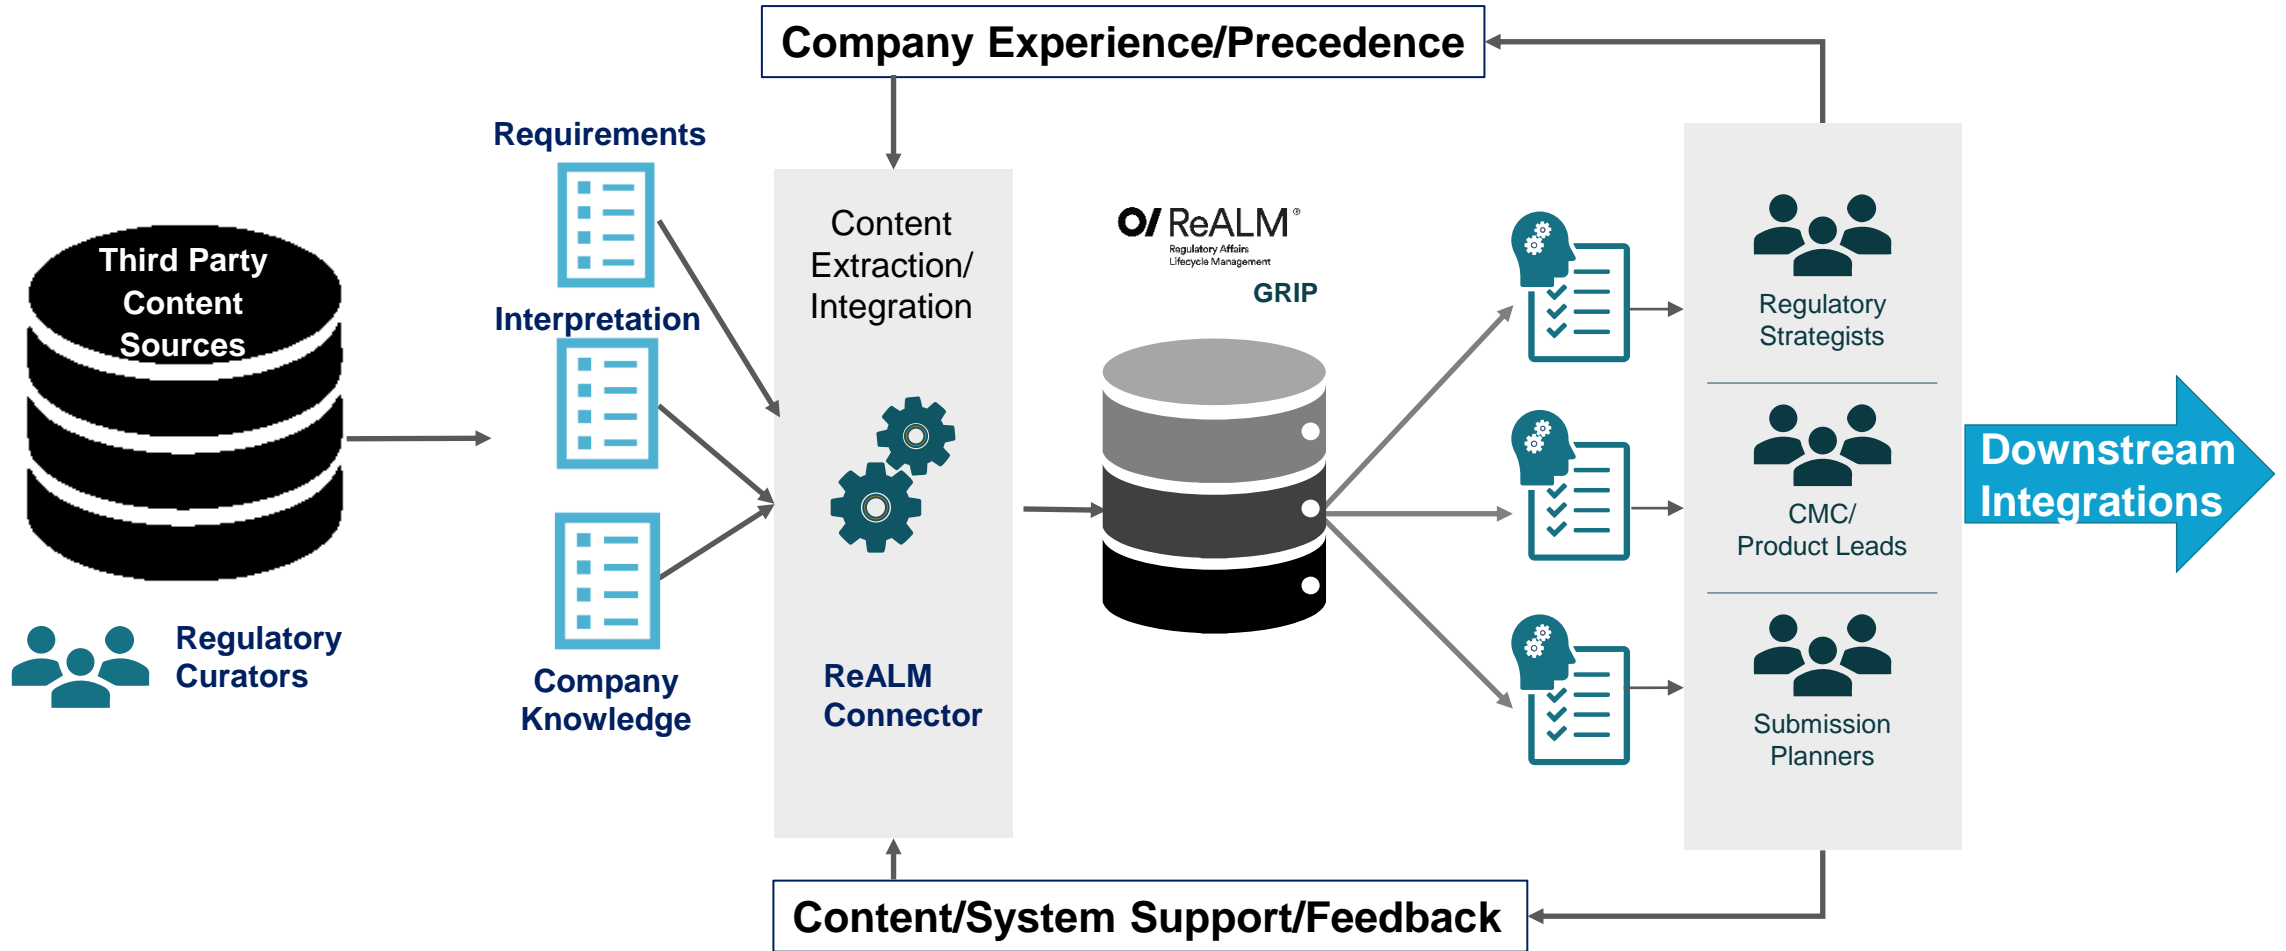 Company Experience/Precedence
Requirements
Third Party
Content
Sources
Interpretation
Company
Knowledge
Regulatory
Curators
Content
Extraction/
Integration
ReALM
Connector
O/ ReALM®
Regulatory Affairs
Lifecycle Management
GRIP
Regulatory
Strategists
CMC/
Product Leads
Submission
Planners
Downstream
Integrations
Content/System Support/Feedback